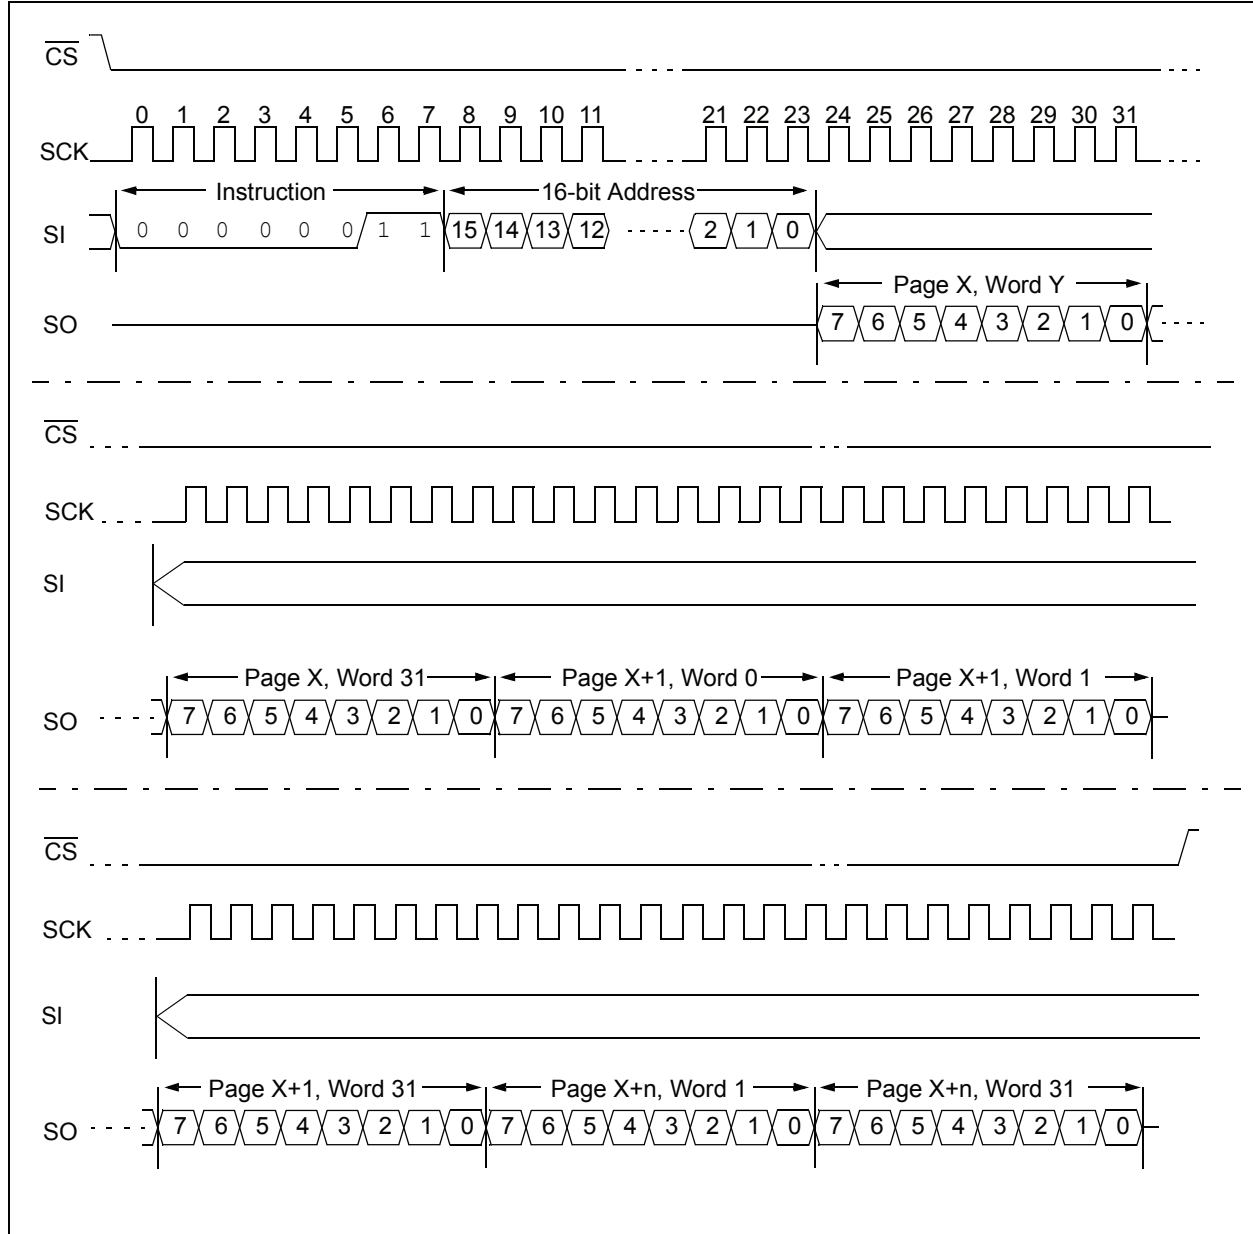 CS
0 1 2 3 4 5 6 7 8 9 10 11 21 22 23 24 25 26 27 28 29 30 31
SCK
Instruction 16-bit Address
SI 0 0 0 0 0 0 1 1 15 14 13 12 2 1 0
Page X, Word Y
SO 7 6 5 4 3 2 1 0
CS
SCK
SI
Page X, Word 31 Page X+1, Word 0 Page X+1, Word 1
SO 7 6 5 4 3 2 1 0 7 6 5 4 3 2 1 0 7 6 5 4 3 2 1 0
CS
SCK
SI
Page X+1, Word 31 Page X+n, Word 1 Page X+n, Word 31
SO 7 6 5 4 3 2 1 0 7 6 5 4 3 2 1 0 7 6 5 4 3 2 1 0